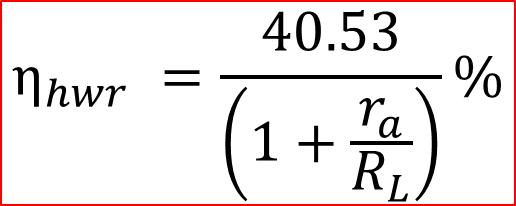 η_hwr = 40.53 / (1 + r_a / R_L) %